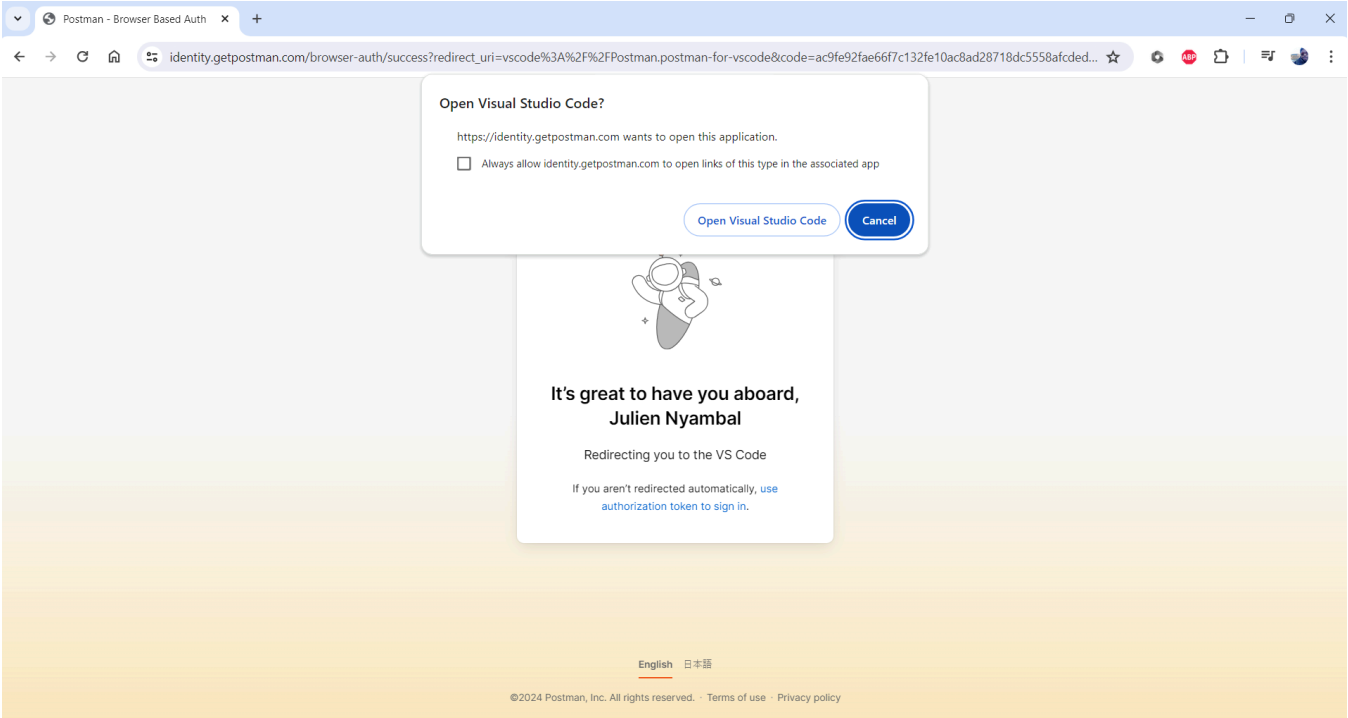 Postman - Browser Based Auth
identity.getpostman.com/browser-auth/success?redirect_uri=vscode%3A%2F%2FPostman.postman-for-vscode&code=ac9fe92fae66f7c132fe10ac8ad28718dc5558afcded...
ABP
Open Visual Studio Code?
https://identity.getpostman.com wants to open this application.
Always allow identity.getpostman.com to open links of this type in the associated app
Open Visual Studio Code Cancel
It's great to have you aboard,
Julien Nyambal
Redirecting you to the VS Code
If you aren't redirected automatically, use
authorization token to sign in.
English 日本語
©2024 Postman, Inc. All rights reserved. · Terms of use · Privacy policy